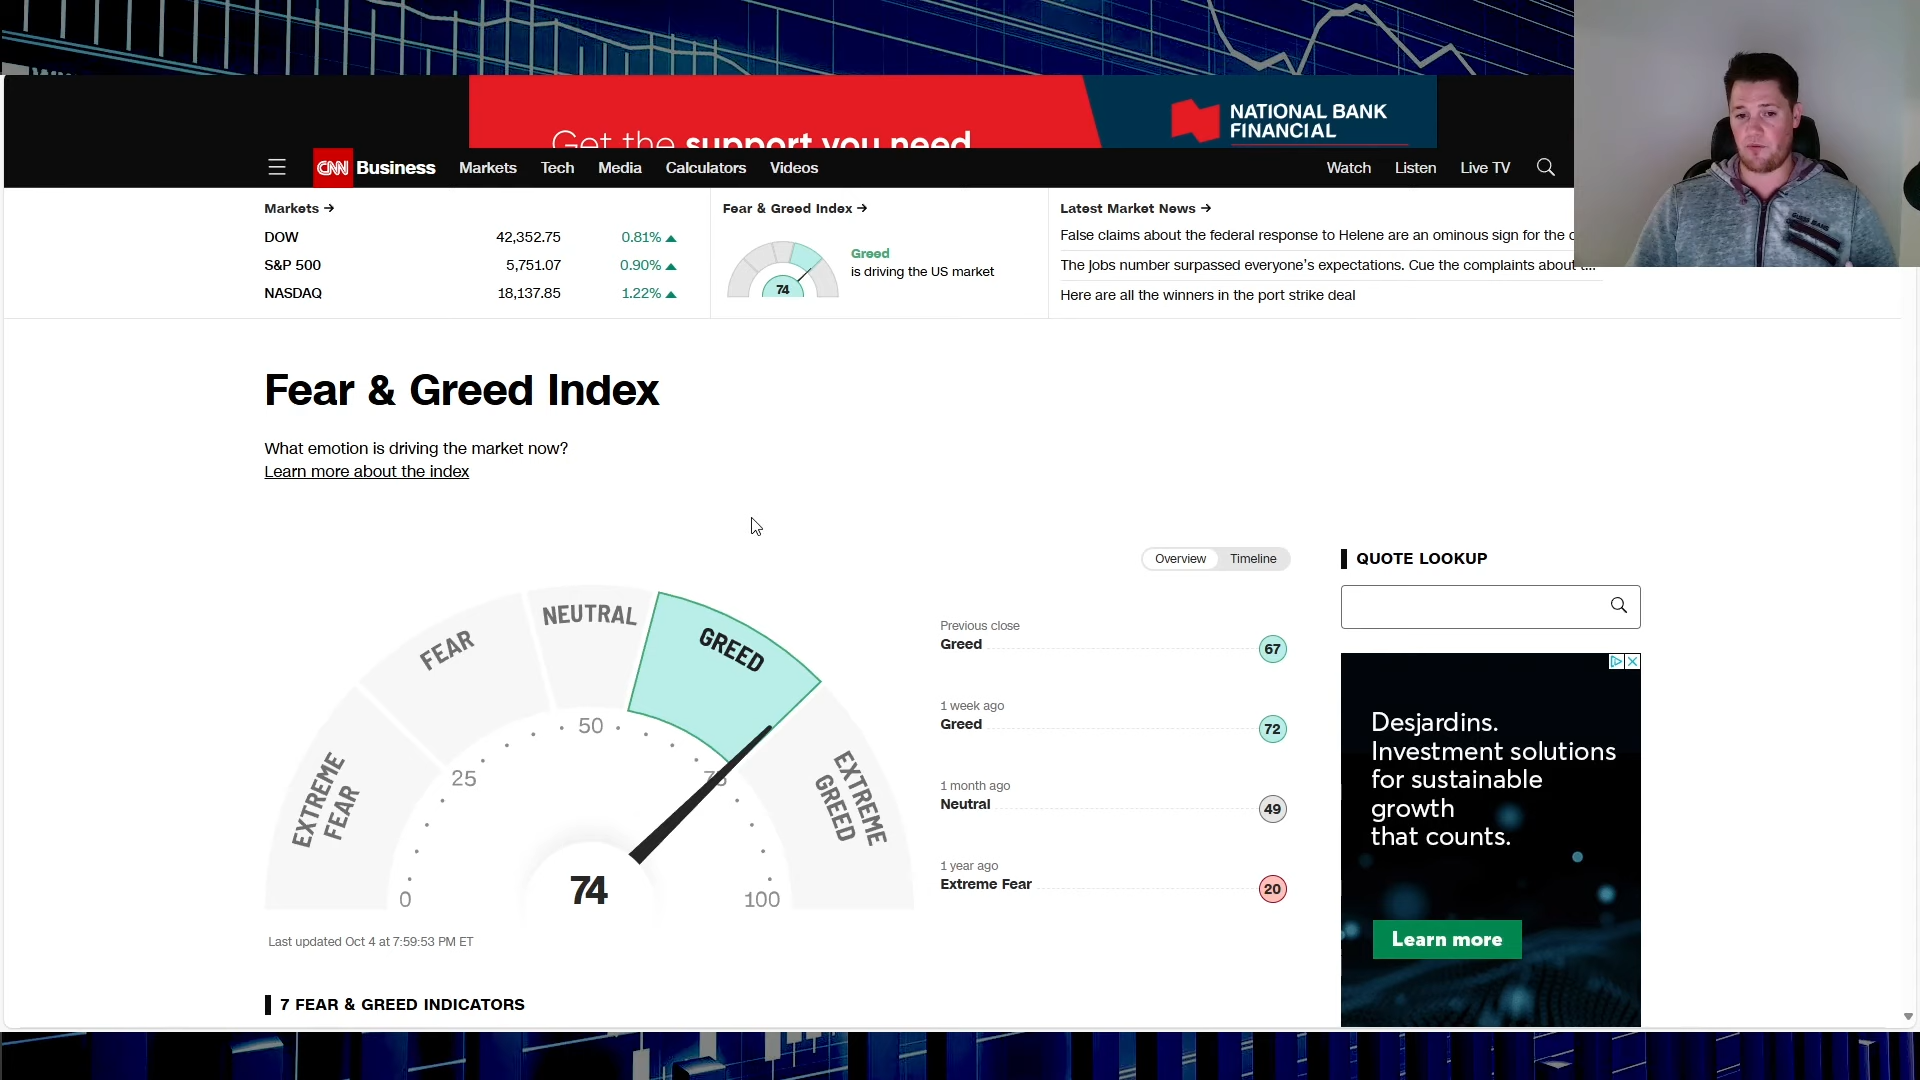 NATIONAL BANK
FINANCIAL
Get the support you need
CNN Business Markets Tech Media Calculators Videos Watch Listen Live TV
Markets →
DOW 42,352.75 0.81%
S&P 500 5,751.07 0.90%
NASDAQ 18,137.85 1.22%
Fear & Greed Index →
Greed
is driving the US market
74
Latest Market News →
False claims about the federal response to Helene are an ominous sign for the
The jobs number surpassed everyone's expectations. Cue the complaints about
Here are all the winners in the port strike deal
Fear & Greed Index
What emotion is driving the market now?
Learn more about the index
Overview Timeline
EXTREME
FEAR
FEAR
NEUTRAL
GREED
EXTREME
GREED
0
25
50
75
100
74
Last updated Oct 4 at 7:59:53 PM ET
Previous close
Greed 67
1 week ago
Greed 72
1 month ago
Neutral 49
1 year ago
Extreme Fear 20
QUOTE LOOKUP
Desjardins.
Investment solutions
for sustainable
growth
that counts.
Learn more
7 FEAR & GREED INDICATORS